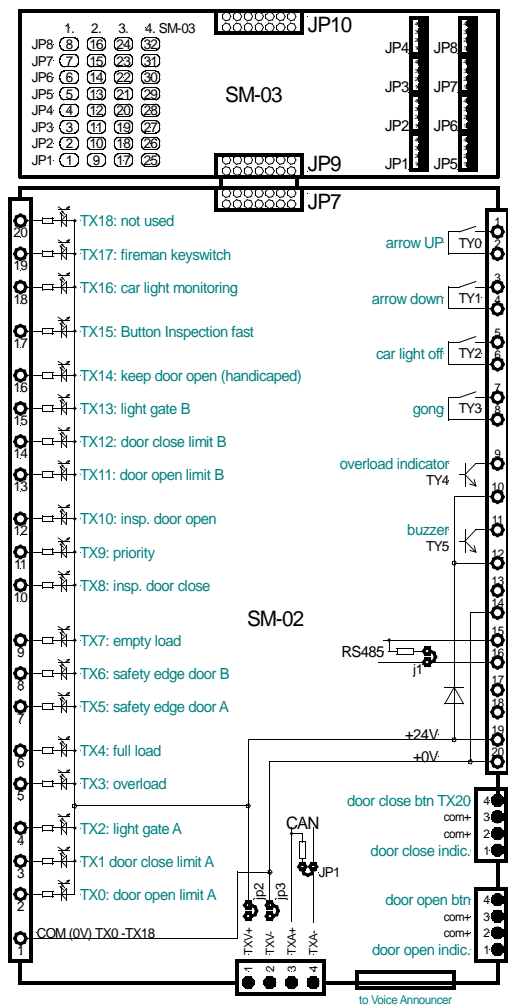 1. 2. 3. 4. SM-03
JP8 8 16 24 32
JP7 7 15 23 31
JP6 6 14 22 30
JP5 5 13 21 29
JP4 4 12 20 28
JP3 3 11 19 27
JP2 2 10 18 26
JP1 1 9 17 25
JP10
SM-03
JP4 JP8
JP3 JP7
JP2 JP6
JP1 JP5
JP9
JP7
20 TX18: not used
19 TX17: fireman keyswitch
18 TX16: car light monitoring
17 TX15: Button Inspection fast
16 TX14: keep door open (handicaped)
15 TX13: light gate B
14 TX12: door close limit B
13 TX11: door open limit B
12 TX10: insp. door open
11 TX9: priority
10 TX8: insp. door close
9 TX7: empty load
8 TX6: safety edge door B
7 TX5: safety edge door A
6 TX4: full load
5 TX3: overload
4 TX2: light gate A
3 TX1 door close limit A
2 TX0: door open limit A
1 COM (0V) TX0 -TX18
SM-02
1
arrow UP TY0
2
3
arrow down TY1
4
5
car light off TY2
6
7
gong TY3
8
9
overload indicator
TY4
10
11
buzzer
TY5
12
13
14
15
RS485
16
j1
17
18
19
+24V
20
+0V
door close btn TX20 4
com+ 3
com+ 2
door close indic. 1
door open btn 4
com+ 3
com+ 2
door open indic. 1
CAN
JP1
jp2
jp3
TXV+
TXV-
TXA+
TXA-
1 2 3 4
to Voice Announcer